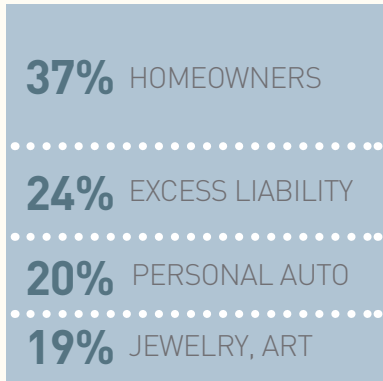 37% HOMEOWNERS
24% EXCESS LIABILITY
20% PERSONAL AUTO
19% JEWELRY, ART